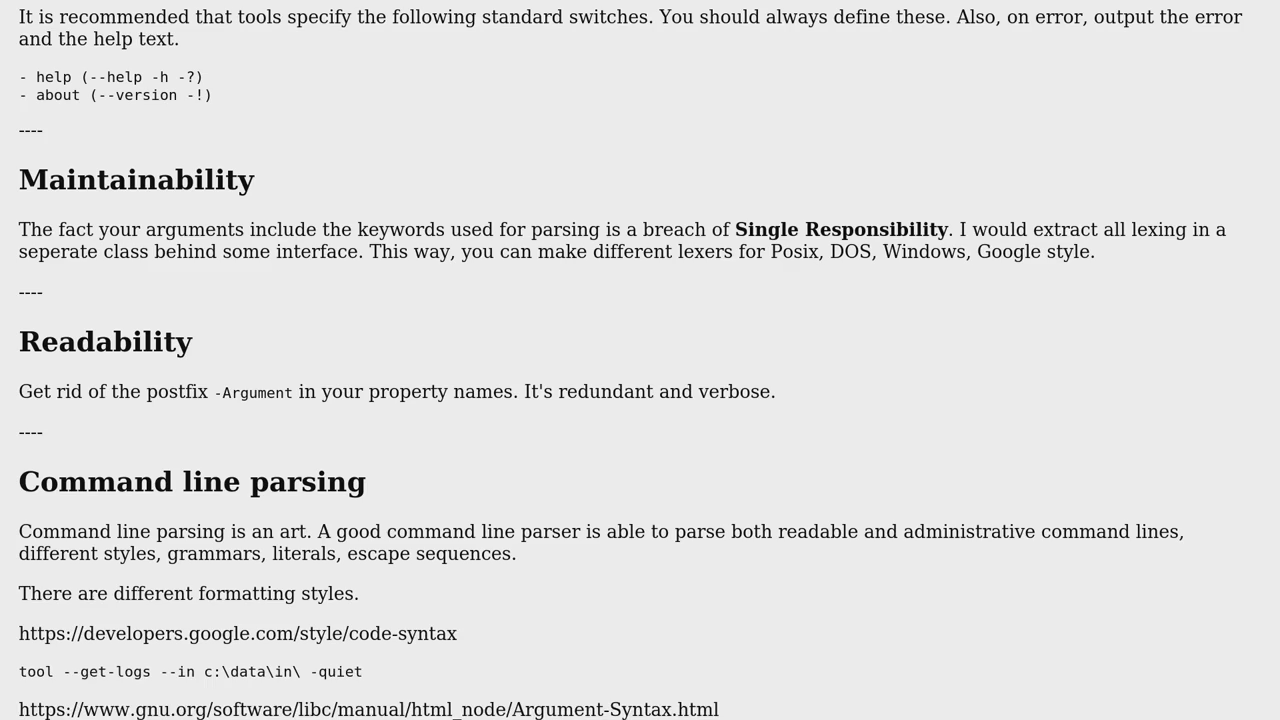 It is recommended that tools specify the following standard switches. You should always define these. Also, on error, output the error
and the help text.
- help (--help -h -?)
- about (--version -!)
----
Maintainability
The fact your arguments include the keywords used for parsing is a breach of Single Responsibility. I would extract all lexing in a
seperate class behind some interface. This way, you can make different lexers for Posix, DOS, Windows, Google style.
----
Readability
Get rid of the postfix -Argument in your property names. It's redundant and verbose.
----
Command line parsing
Command line parsing is an art. A good command line parser is able to parse both readable and administrative command lines,
different styles, grammars, literals, escape sequences.
There are different formatting styles.
https://developers.google.com/style/code-syntax
tool --get-logs --in c:\data\in\ -quiet
https://www.gnu.org/software/libc/manual/html_node/Argument-Syntax.html